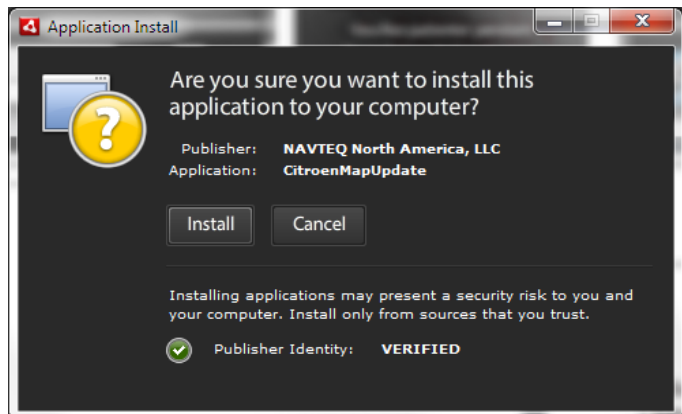 Application Install
Are you sure you want to install this
application to your computer?
Publisher: NAVTEQ North America, LLC
Application: CitroenMapUpdate
Install Cancel
Installing applications may present a security risk to you and
your computer. Install only from sources that you trust.
Publisher Identity: VERIFIED